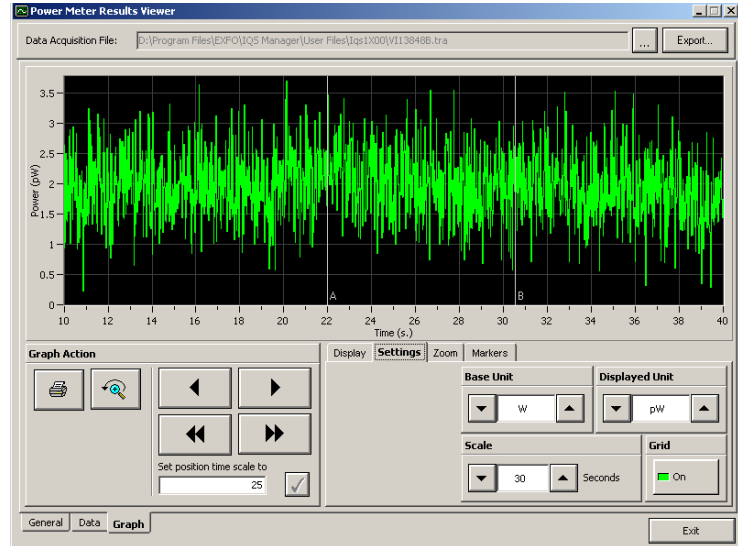 Power Meter Results Viewer
Data Acquisition File: D:\Program Files\EXFO\IQS Manager\User Files\Iqs1X00\VI13848B.tra ... Export...
Power (pW)
3.5
3
2.5
2
1.5
1
0.5
0
A B
10 12 14 16 18 20 22 24 26 28 30 32 34 36 38 40
Time (s.)
Graph Action
Display Settings Zoom Markers
Base Unit Displayed Unit
W pW
Scale Grid
30 Seconds On
Set position time scale to
25
General Data Graph
Exit